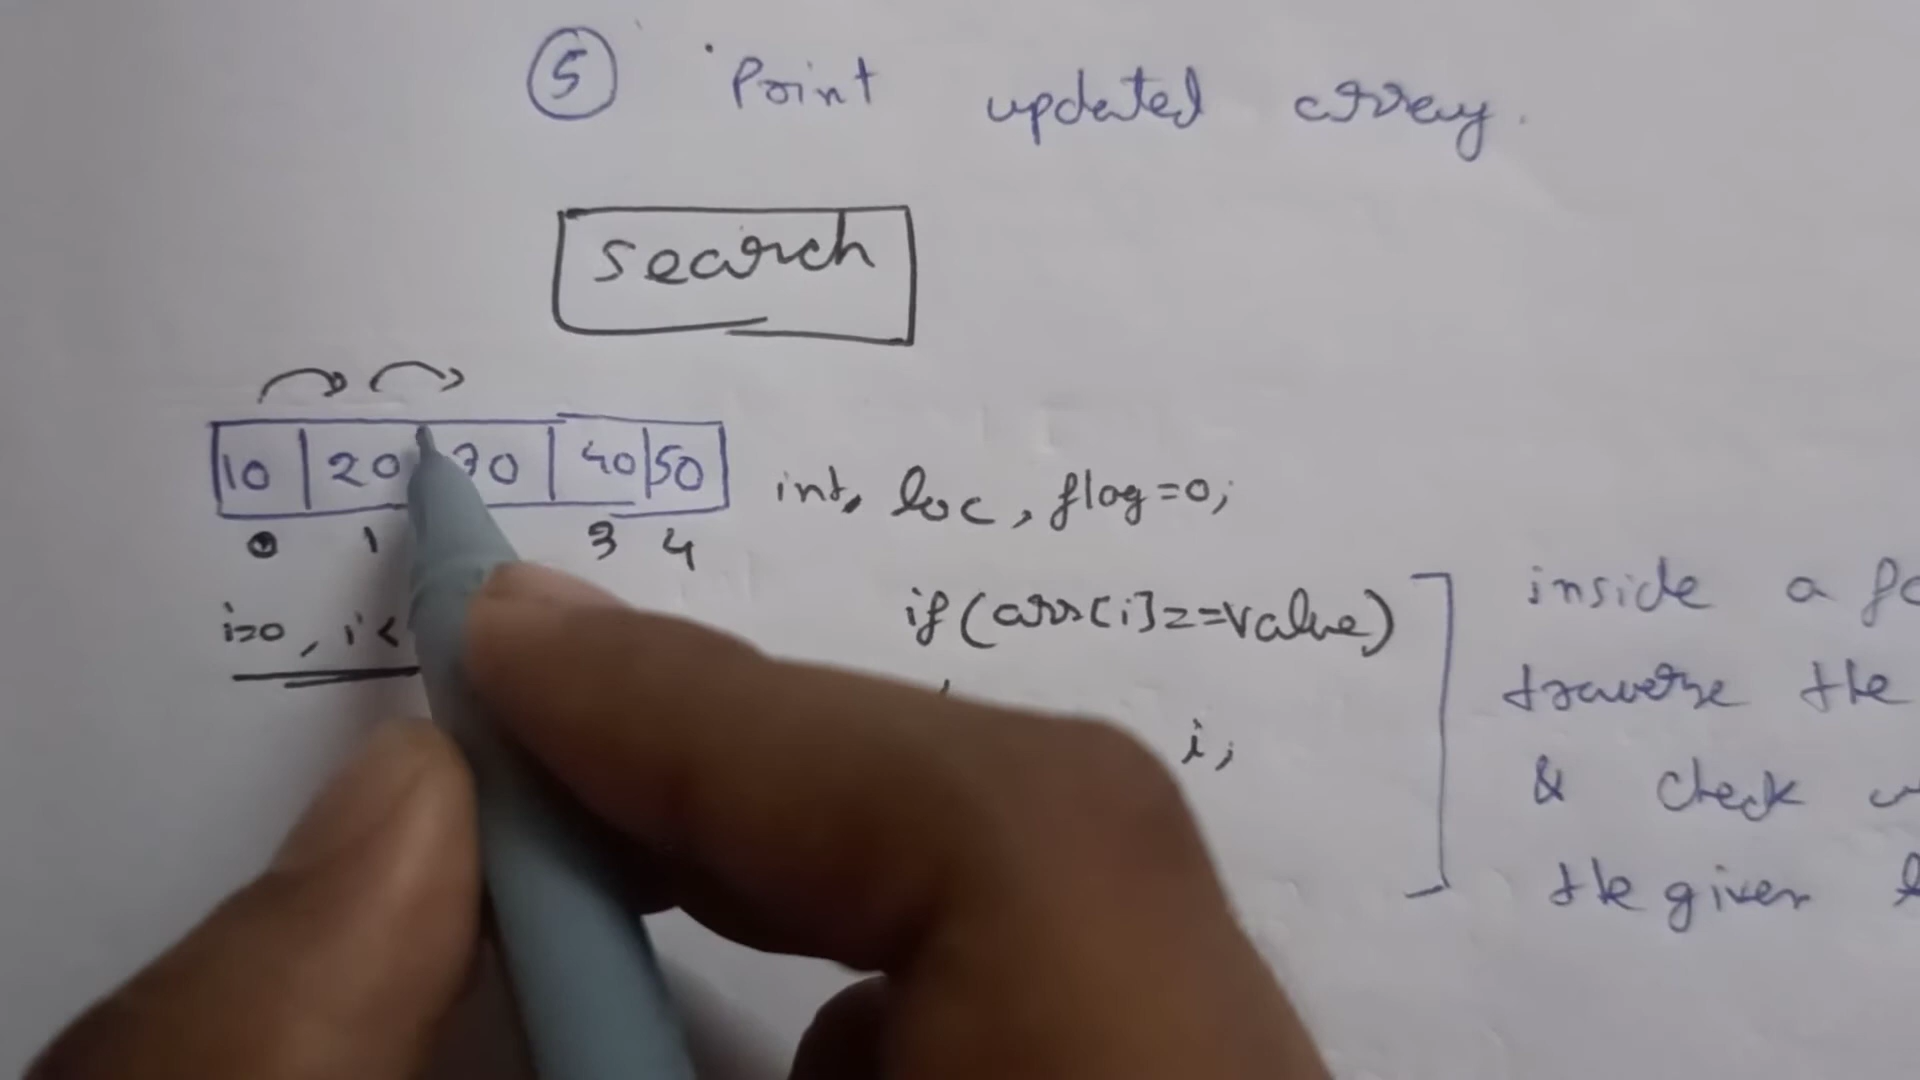 5 Print updated array.
search
10 20 30 40 50
0 1 3 4
int, loc, flag=0;
i=0, i<
if(arr[i]==value)
i;
inside a
traverse the
& check
the given